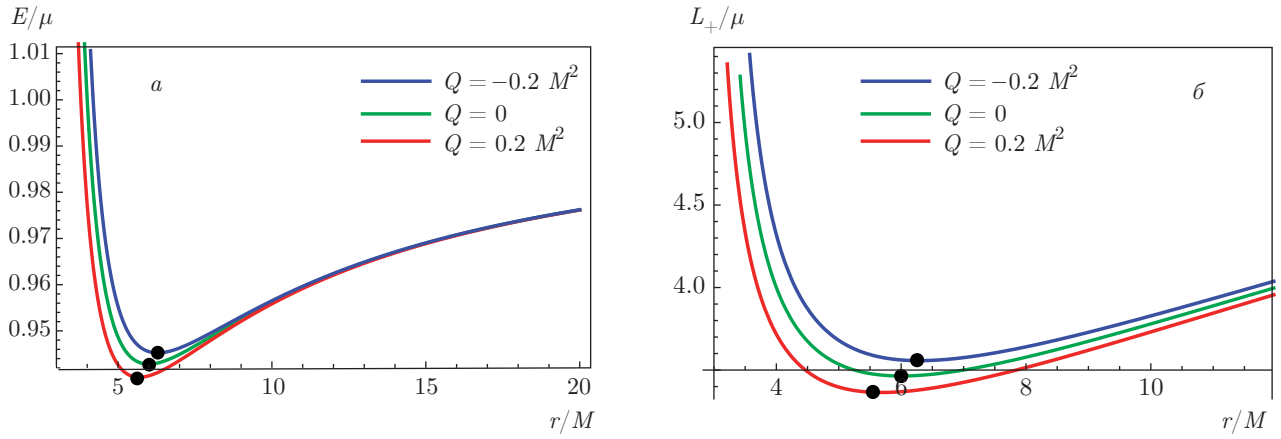 E/μ
1.01
1.00
0.99
0.98
0.97
0.96
0.95
а
Q = −0.2 M²
Q = 0
Q = 0.2 M²
5 10 15 20
r/M
L₊/μ
5.0
4.5
4.0
б
Q = −0.2 M²
Q = 0
Q = 0.2 M²
4 6 8 10
r/M